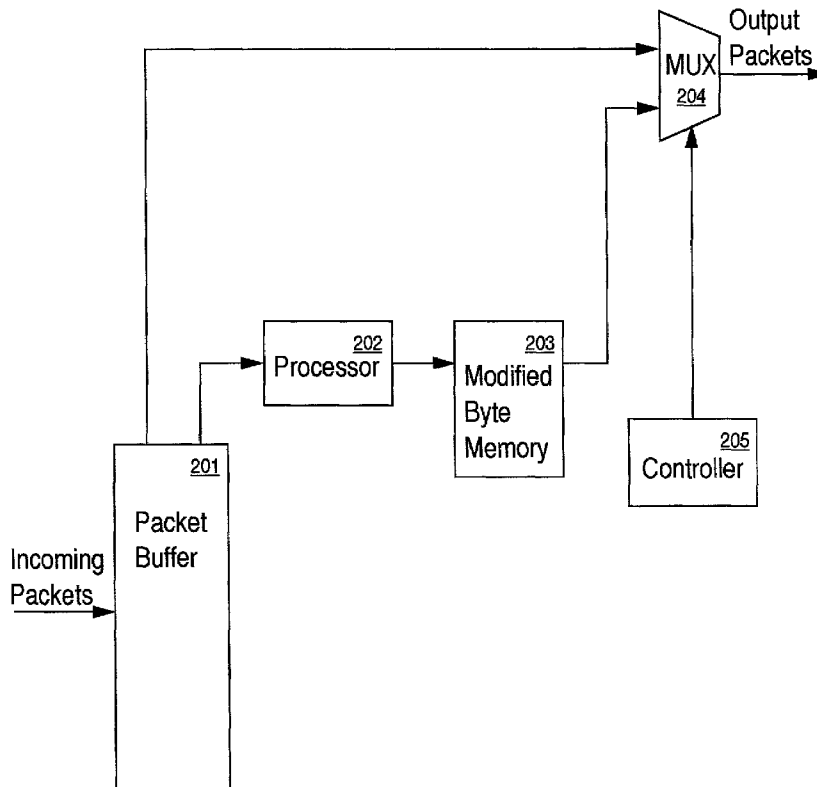 Output
Packets
MUX
204
202
Processor
203
Modified
Byte
Memory
205
Controller
201
Packet
Buffer
Incoming
Packets